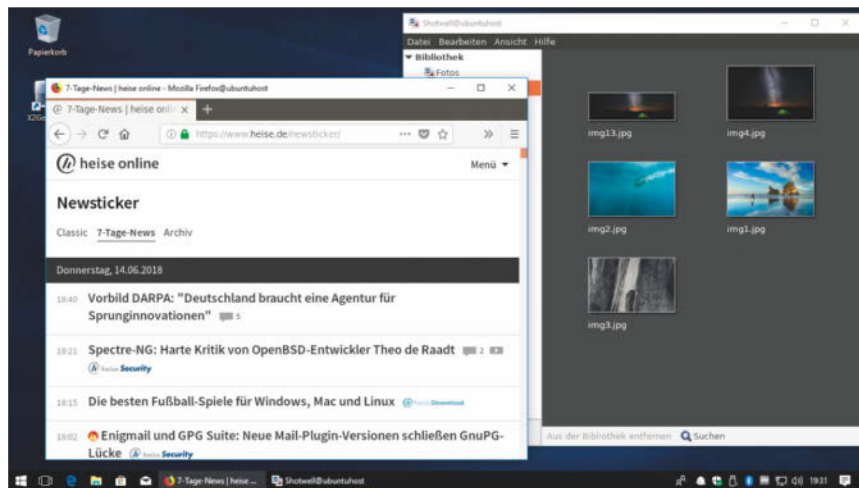 Papierkorb
Shotwell@ubuntuhost
Datei Bearbeiten Ansicht Hilfe
Bibliothek
Fotos
7-Tage-News | heise online - Mozilla Firefox@ubuntuhost
7-Tage-News | heise onli
https://www.heise.de/newsticker/
heise online
Menü
Newsticker
Classic 7-Tage-News Archiv
Donnerstag, 14.06.2018
18:40 Vorbild DARPA: "Deutschland braucht eine Agentur für
Sprunginnovationen" 5
18:21 Spectre-NG: Harte Kritik von OpenBSD-Entwickler Theo de Raadt 2
heise Security
18:15 Die besten Fußball-Spiele für Windows, Mac und Linux heise Download
18:02 Enigmail und GPG Suite: Neue Mail-Plugin-Versionen schließen GnuPG-
Lücke heise Security
img13.jpg
img4.jpg
img2.jpg
img1.jpg
img3.jpg
Aus der Bibliothek entfernen Suchen
7-Tage-News | heise ...
Shotwell@ubuntuhost
19:31